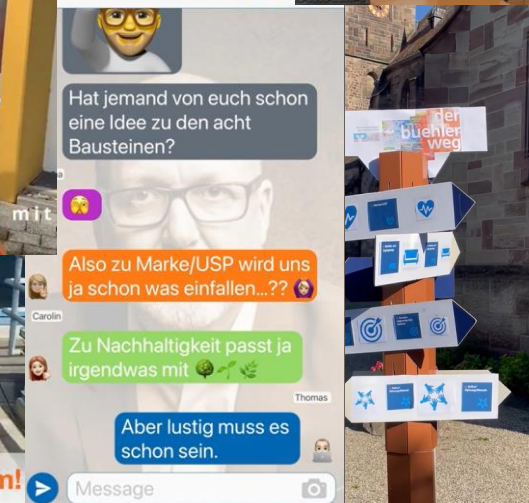 Hat jemand von euch schon
eine Idee zu den acht
Bausteinen?
mit
Also zu Marke/USP wird uns
ja schon was einfallen...??
Carolin
Zu Nachhaltigkeit passt ja
irgendwas mit
Thomas
Aber lustig muss es
schon sein.
Message
der
buehler
weg